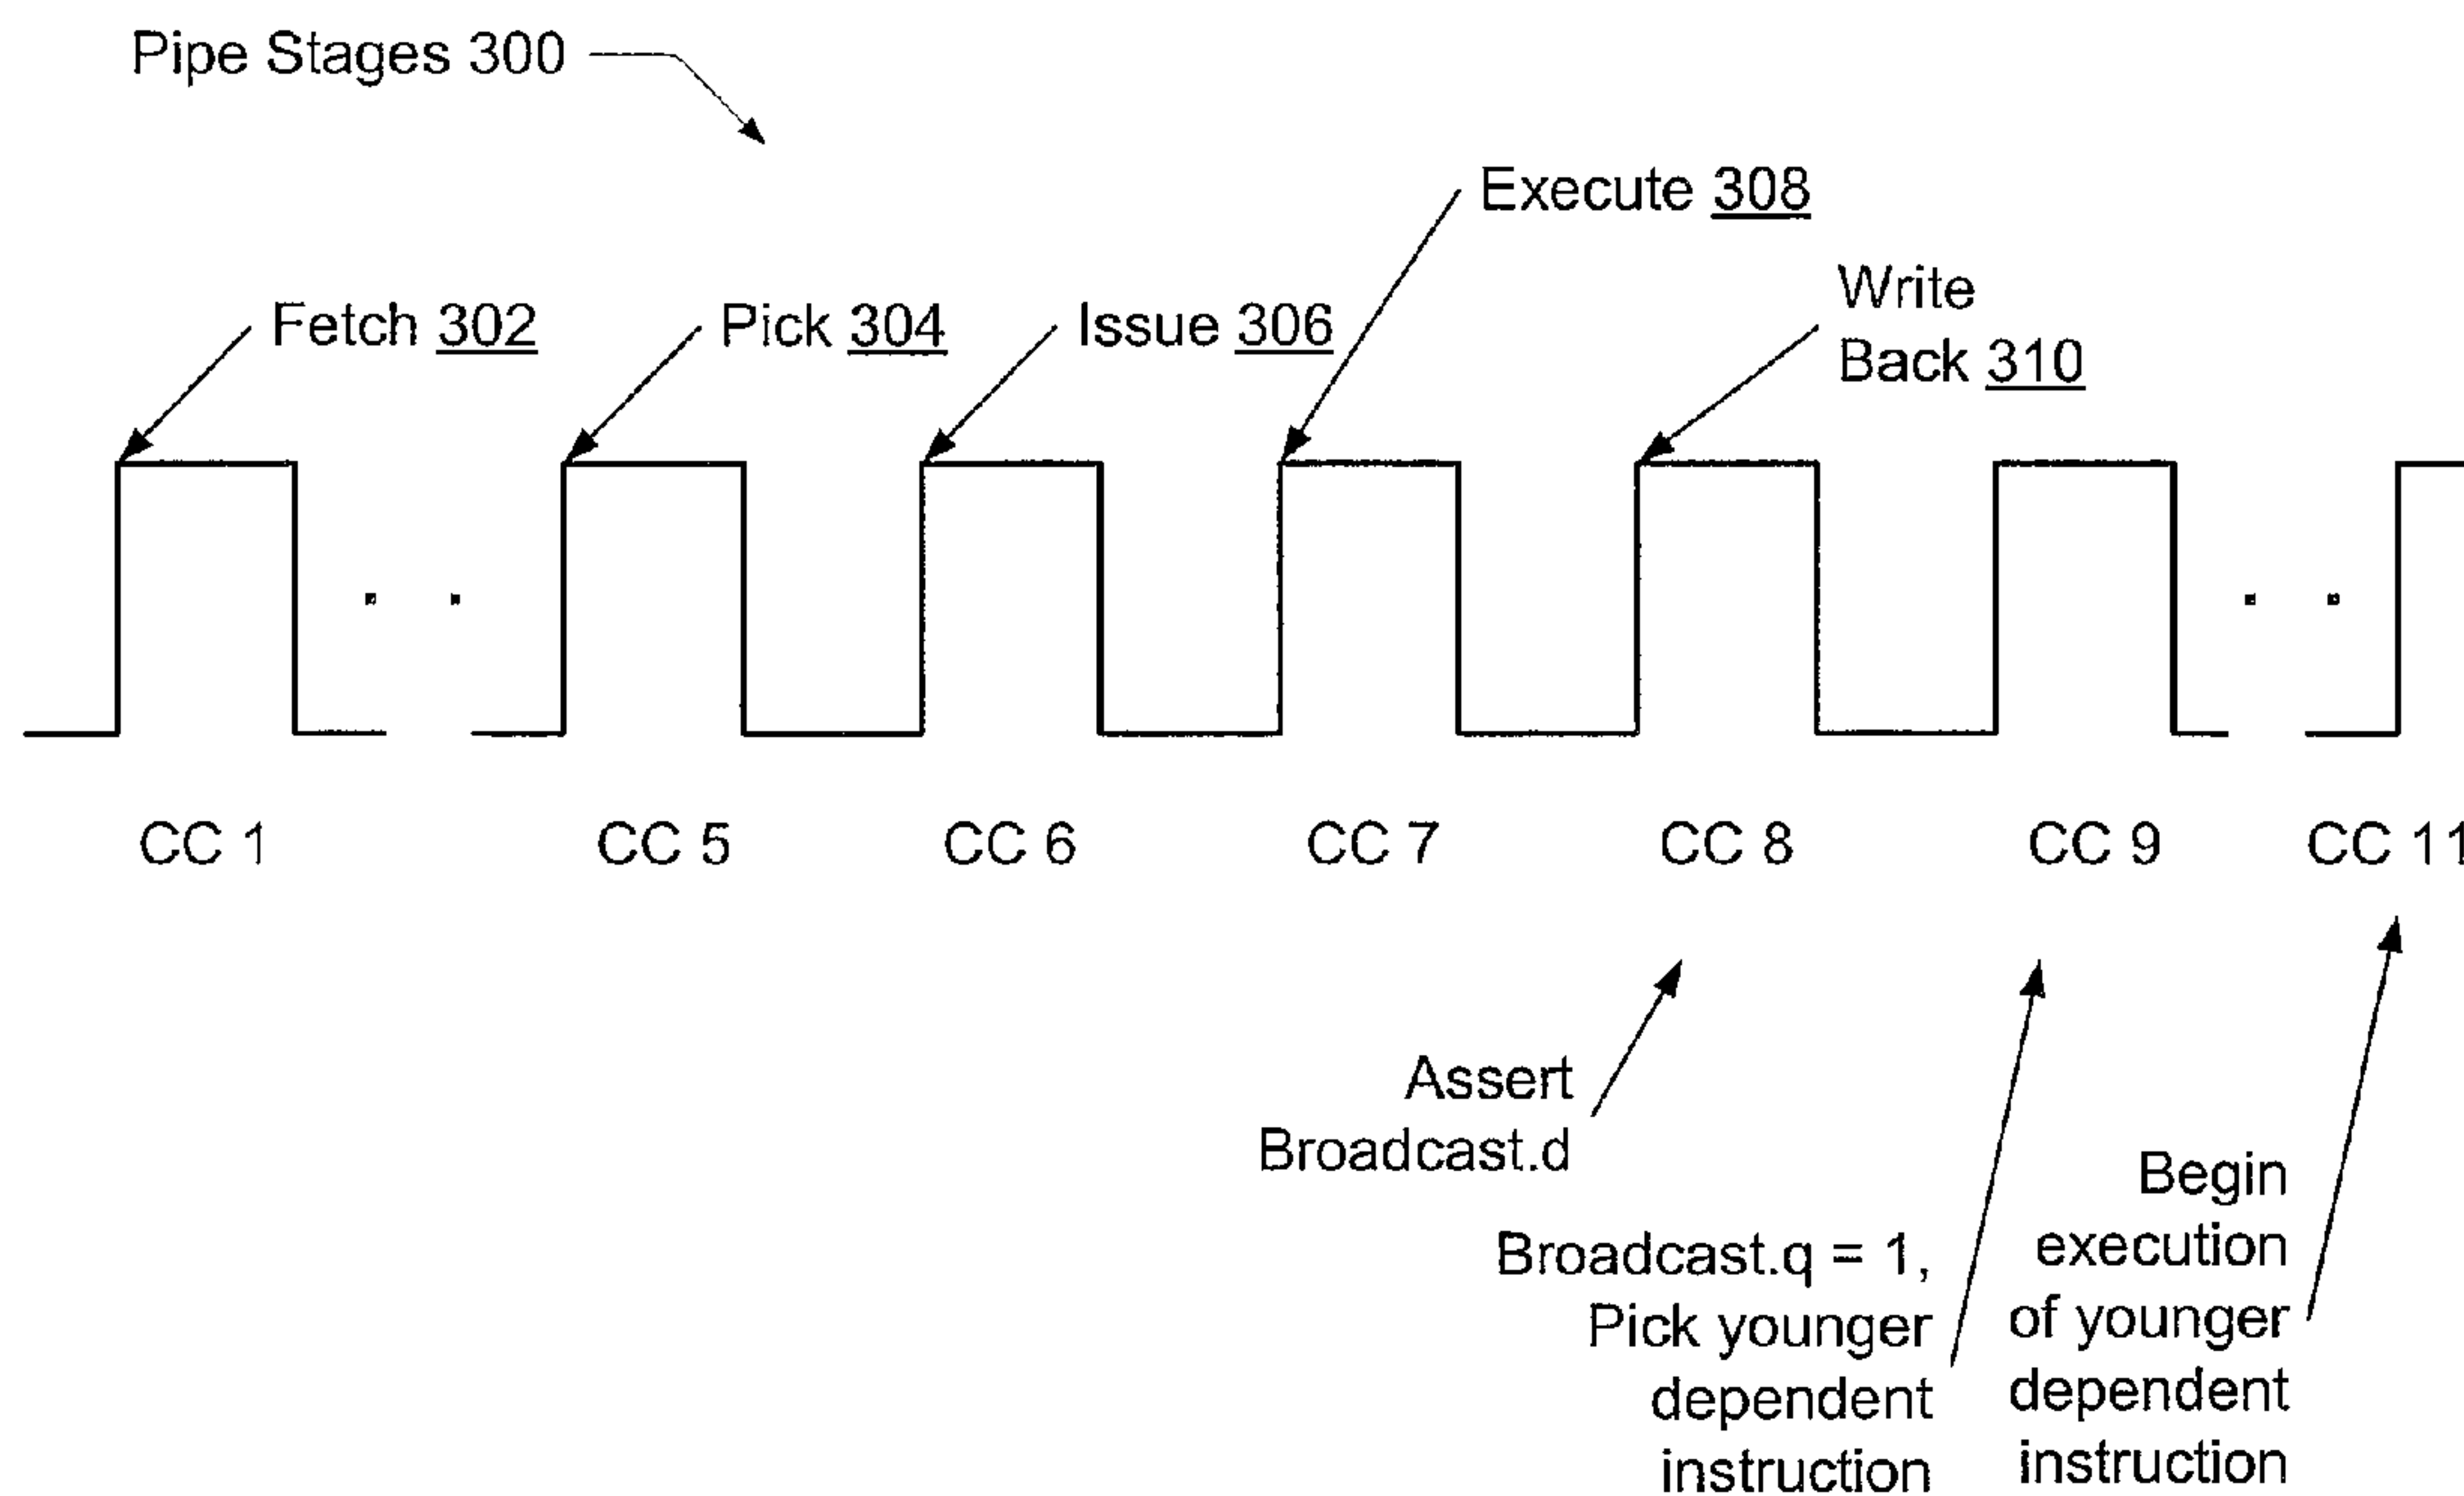 Pipe Stages 300
Execute 308
Write
Back 310
Fetch 302
Pick 304
Issue 306
CC 1
CC 5
CC 6
CC 7
CC 8
CC 9
CC 11
Assert
Broadcast.d
Broadcast.q = 1,
Pick younger
dependent
instruction
Begin
execution
of younger
dependent
instruction